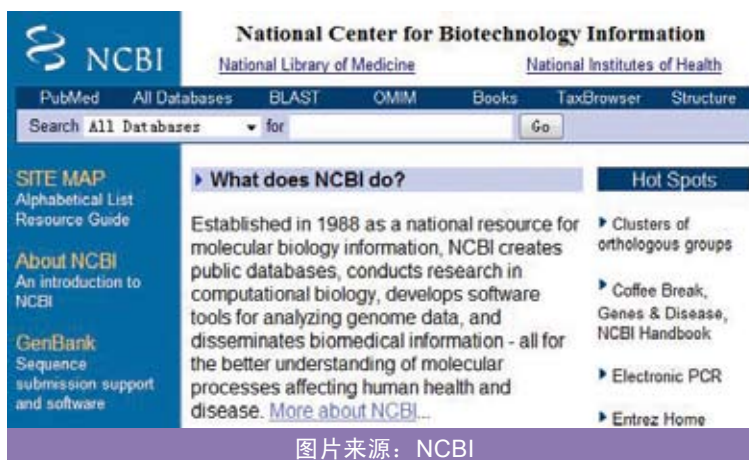 NCBI
National Center for Biotechnology Information
National Library of Medicine
National Institutes of Health
PubMed All Databases BLAST OMIM Books TaxBrowser Structure
Search All Databases for Go
SITE MAP
Alphabetical List
Resource Guide
About NCBI
An introduction to
NCBI
GenBank
Sequence
submission support
and software
What does NCBI do?
Established in 1988 as a national resource for
molecular biology information, NCBI creates
public databases, conducts research in
computational biology, develops software
tools for analyzing genome data, and
disseminates biomedical information - all for
the better understanding of molecular
processes affecting human health and
disease. More about NCBI...
Hot Spots
Clusters of
orthologous groups
Coffee Break,
Genes & Disease,
NCBI Handbook
Electronic PCR
Entrez Home
图片来源：NCBI